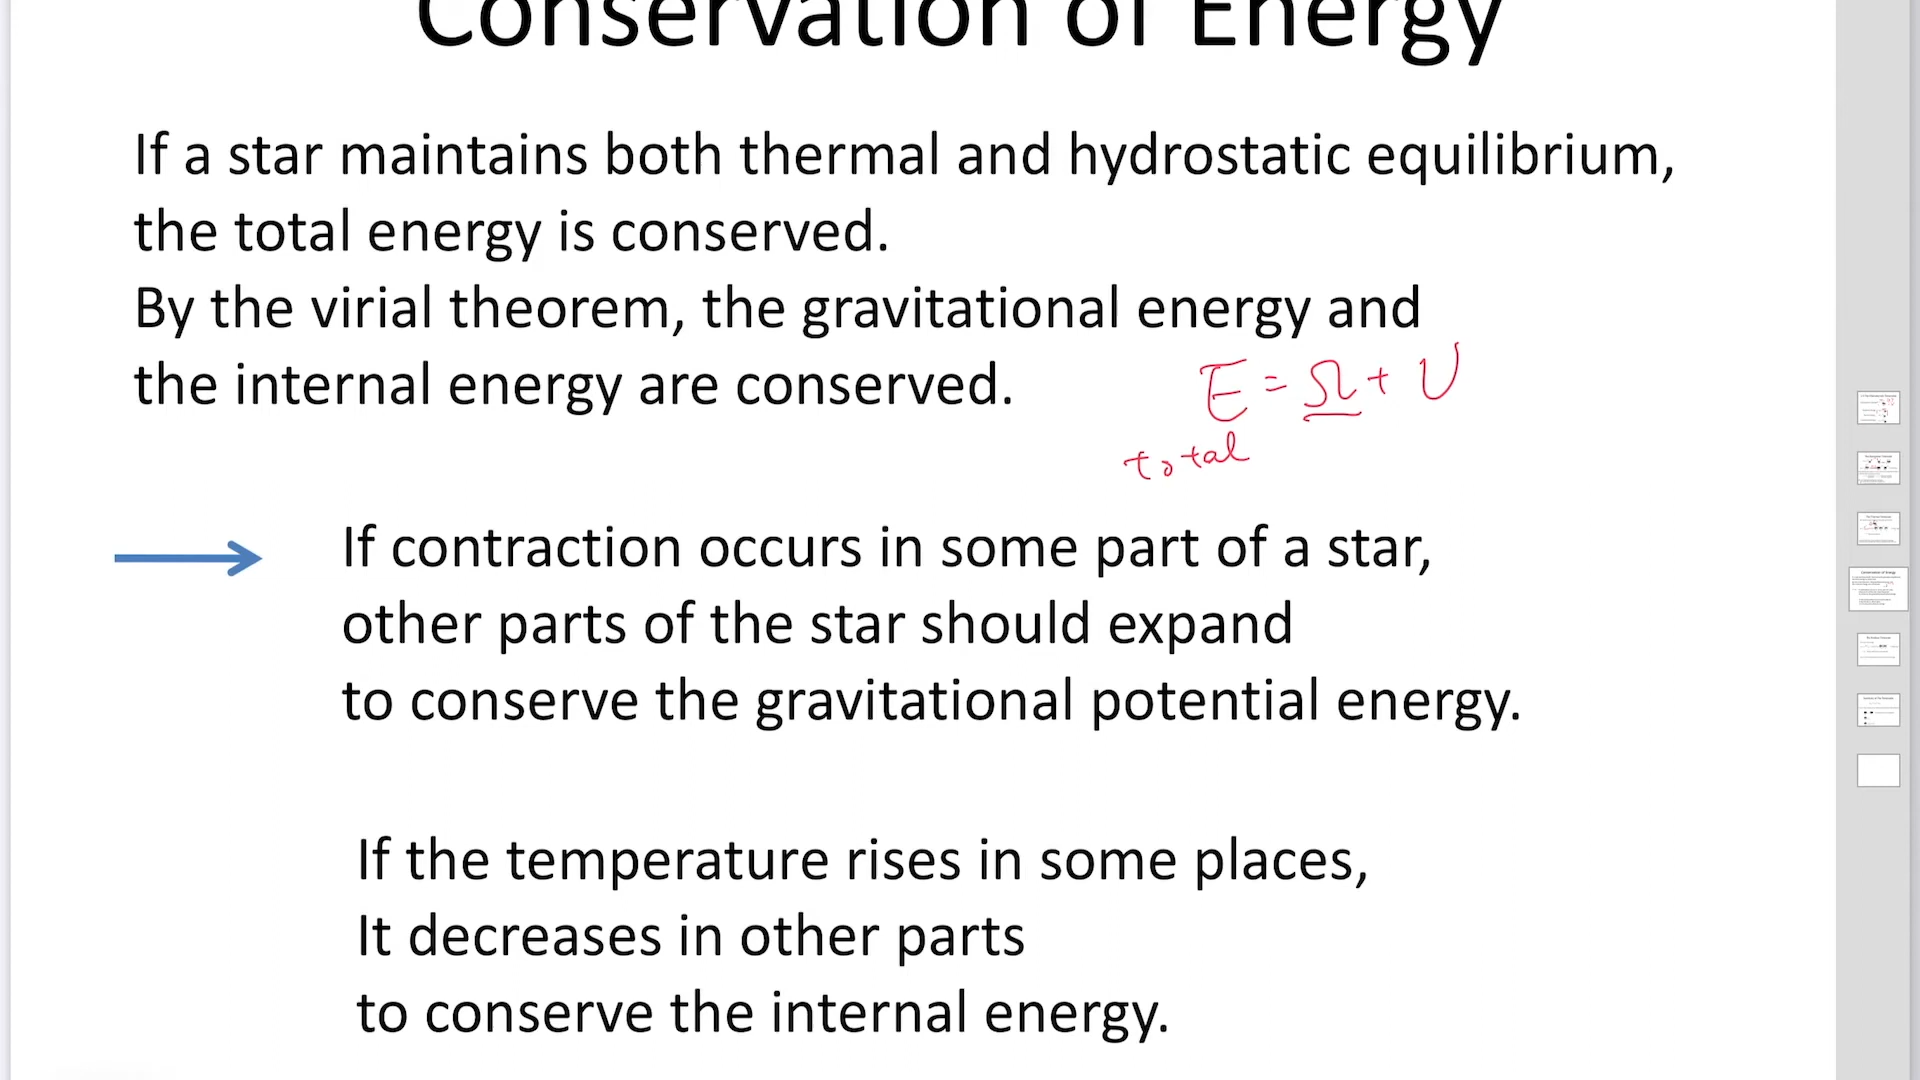 Conservation of Energy
If a star maintains both thermal and hydrostatic equilibrium,
the total energy is conserved.
By the virial theorem, the gravitational energy and
the internal energy are conserved.
E = Ω + U
total
If contraction occurs in some part of a star,
other parts of the star should expand
to conserve the gravitational potential energy.
If the temperature rises in some places,
It decreases in other parts
to conserve the internal energy.